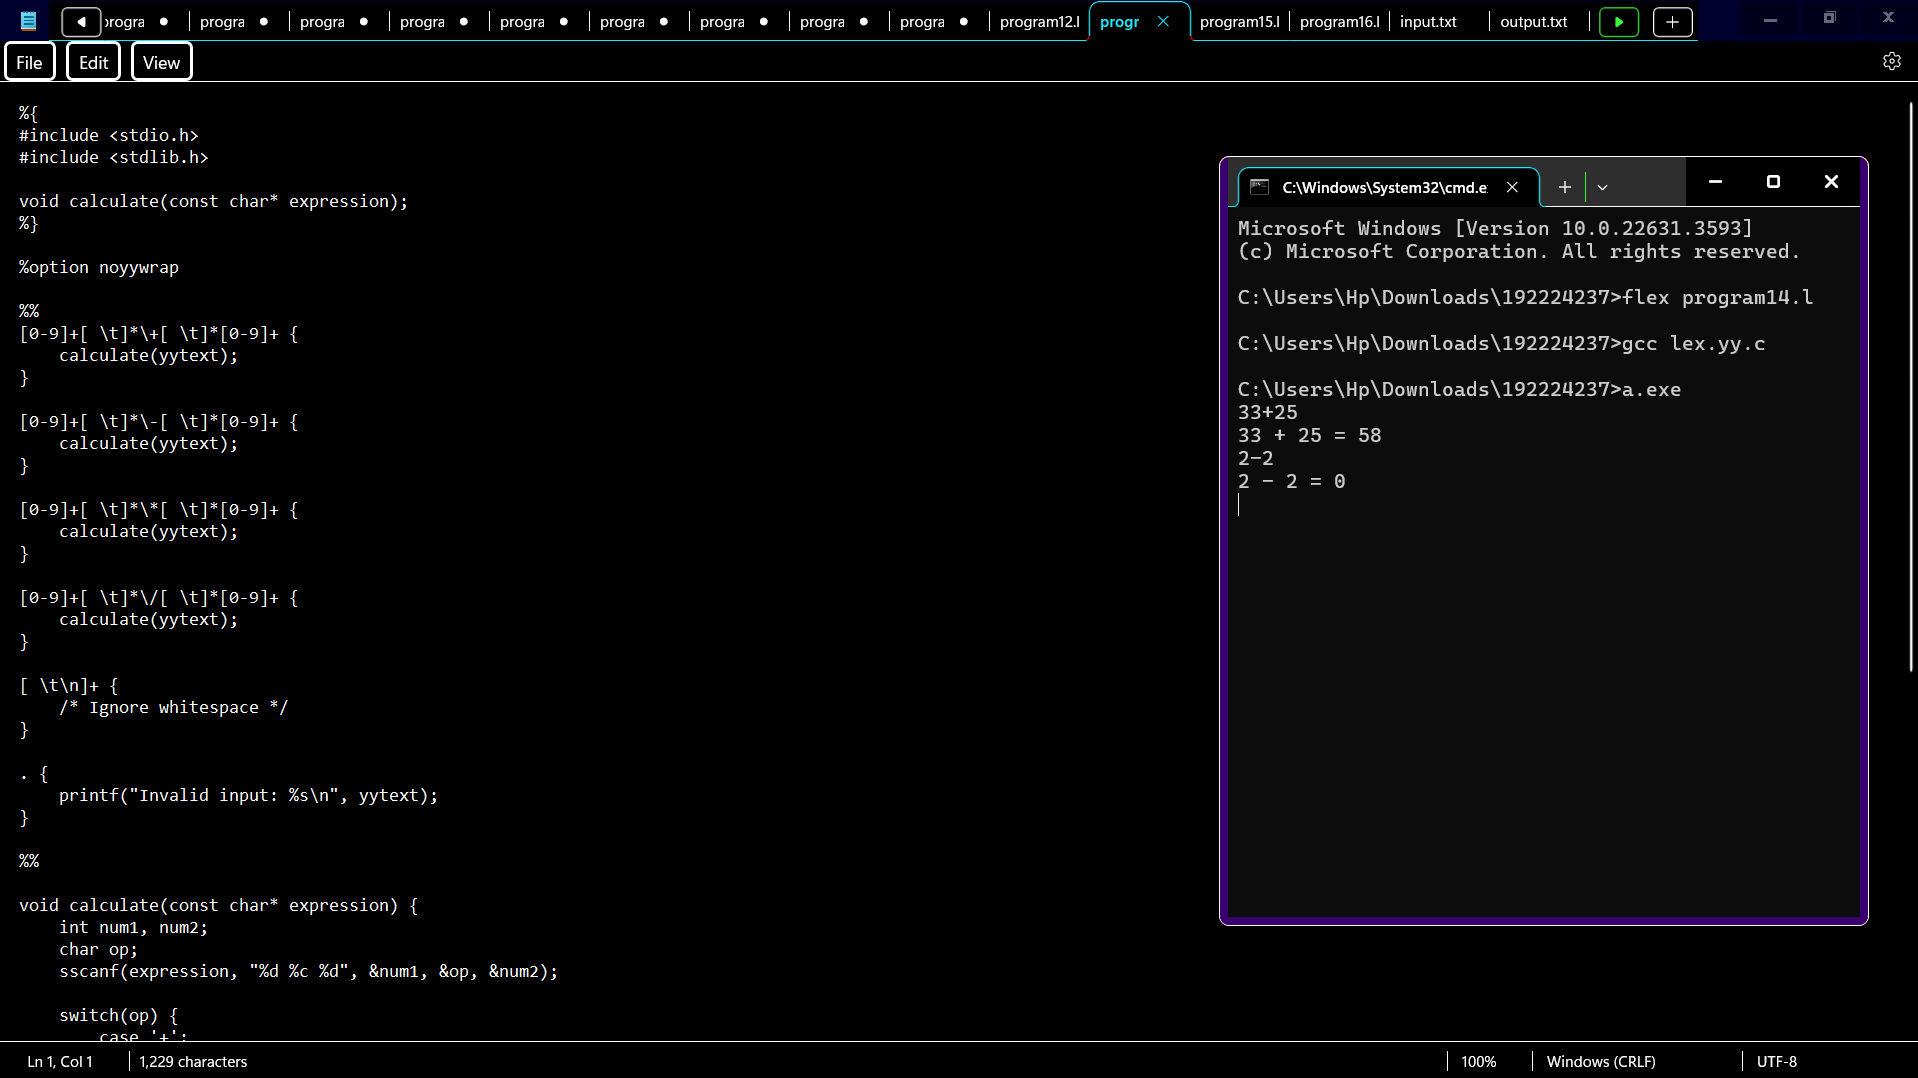 progra progra progra progra progra progra progra progra progra program12.l progr program15.l program16.l input.txt output.txt
File Edit View
%{
#include <stdio.h>
#include <stdlib.h>
void calculate(const char* expression);
%}
%option noyywrap
%%
[0-9]+[ \t]*\+[ \t]*[0-9]+ {
    calculate(yytext);
}
[0-9]+[ \t]*\-[ \t]*[0-9]+ {
    calculate(yytext);
}
[0-9]+[ \t]*\*[ \t]*[0-9]+ {
    calculate(yytext);
}
[0-9]+[ \t]*\/[ \t]*[0-9]+ {
    calculate(yytext);
}
[ \t\n]+ {
    /* Ignore whitespace */
}
. {
    printf("Invalid input: %s\n", yytext);
}
%%
void calculate(const char* expression) {
    int num1, num2;
    char op;
    sscanf(expression, "%d %c %d", &num1, &op, &num2);
    switch(op) {
        case '+':
C:\Windows\System32\cmd.e
Microsoft Windows [Version 10.0.22631.3593]
(c) Microsoft Corporation. All rights reserved.
C:\Users\Hp\Downloads\192224237>flex program14.l
C:\Users\Hp\Downloads\192224237>gcc lex.yy.c
C:\Users\Hp\Downloads\192224237>a.exe
33+25
33 + 25 = 58
2-2
2 - 2 = 0
Ln 1, Col 1 1,229 characters 100% Windows (CRLF) UTF-8